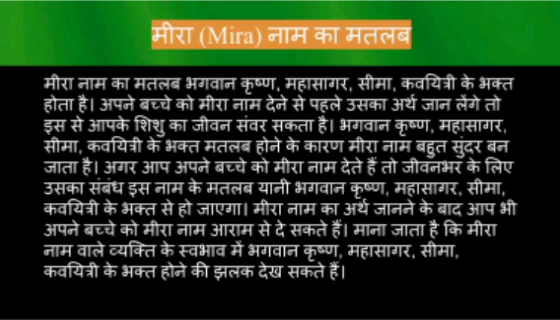 मीरा (Mira) नाम का मतलब
मीरा नाम का मतलब भगवान कृष्ण, महासागर, सीमा, कवयित्री के भक्त
होता है। अपने बच्चे को मीरा नाम देने से पहले उसका अर्थ जान लेंगे तो
इस से आपके शिशु का जीवन संवर सकता है। भगवान कृष्ण, महासागर,
सीमा, कवयित्री के भक्त मतलब होने के कारण मीरा नाम बहुत सुंदर बन
जाता है। अगर आप अपने बच्चे को मीरा नाम देते हैं तो जीवनभर के लिए
उसका संबंध इस नाम के मतलब यानी भगवान कृष्ण, महासागर, सीमा,
कवयित्री के भक्त से हो जाएगा। मीरा नाम का अर्थ जानने के बाद आप भी
अपने बच्चे को मीरा नाम आराम से दे सकते हैं। माना जाता है कि मीरा
नाम वाले व्यक्ति के स्वभाव में भगवान कृष्ण, महासागर, सीमा,
कवयित्री के भक्त होने की झलक देख सकते हैं।